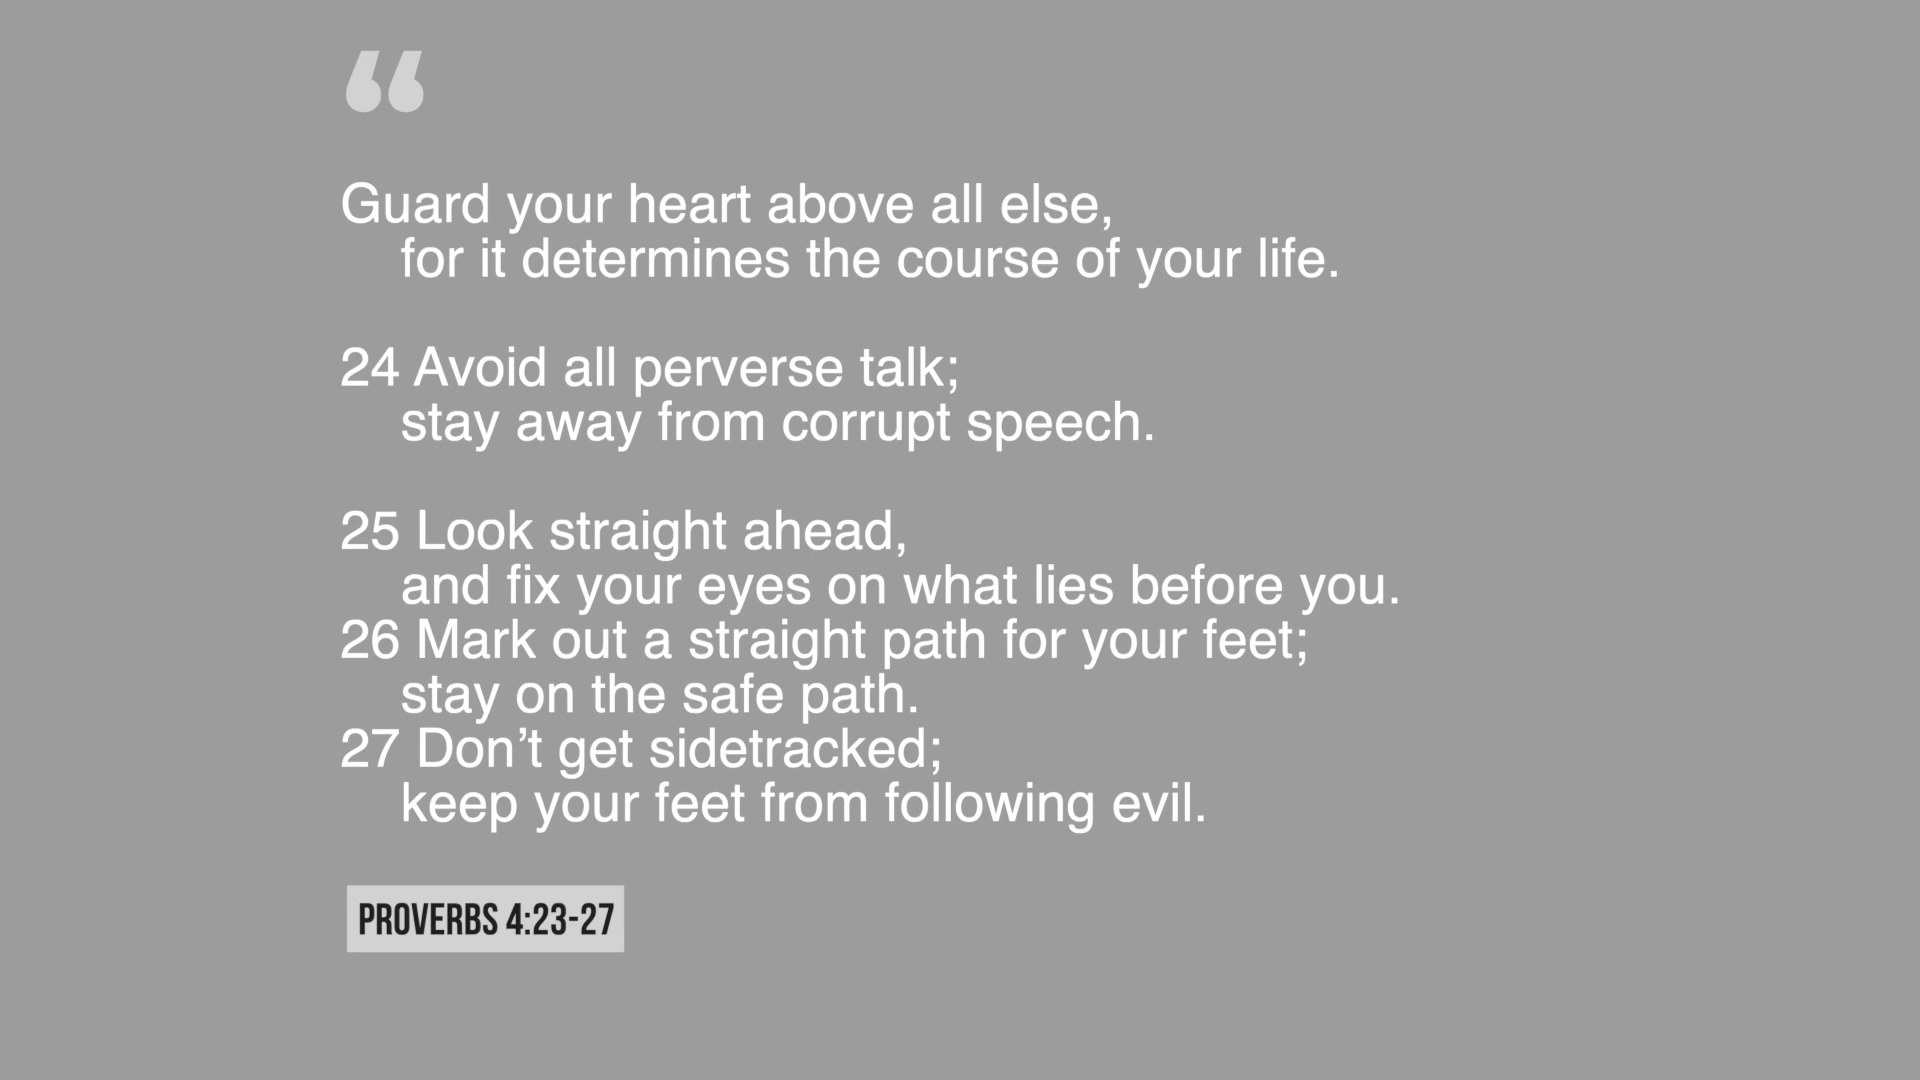 “
Guard your heart above all else,
for it determines the course of your life.
24 Avoid all perverse talk;
stay away from corrupt speech.
25 Look straight ahead,
and fix your eyes on what lies before you.
26 Mark out a straight path for your feet;
stay on the safe path.
27 Don’t get sidetracked;
keep your feet from following evil.
PROVERBS 4:23-27